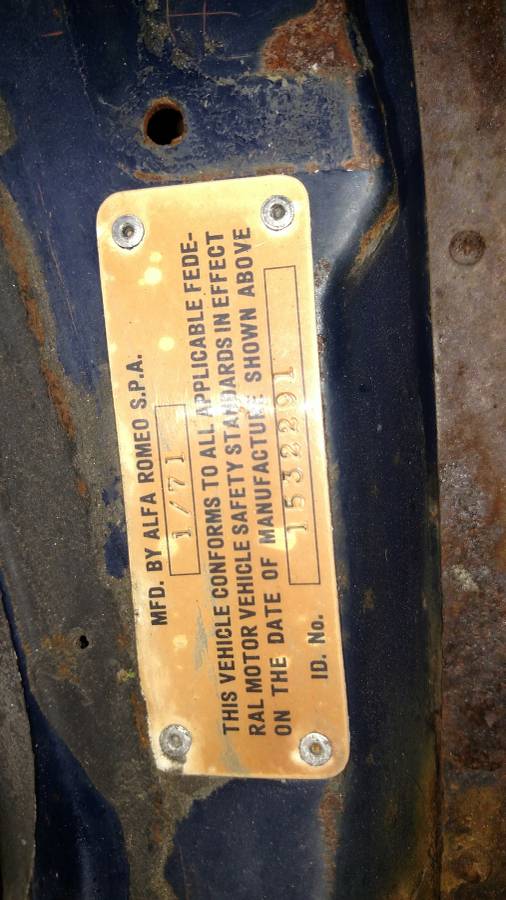 MFD. BY ALFA ROMEO S.P.A.
1/71
THIS VEHICLE CONFORMS TO ALL APPLICABLE FEDE-
RAL MOTOR VEHICLE SAFETY STANDARDS IN EFFECT
ON THE DATE OF MANUFACTURE SHOWN ABOVE
ID. No. 1532291